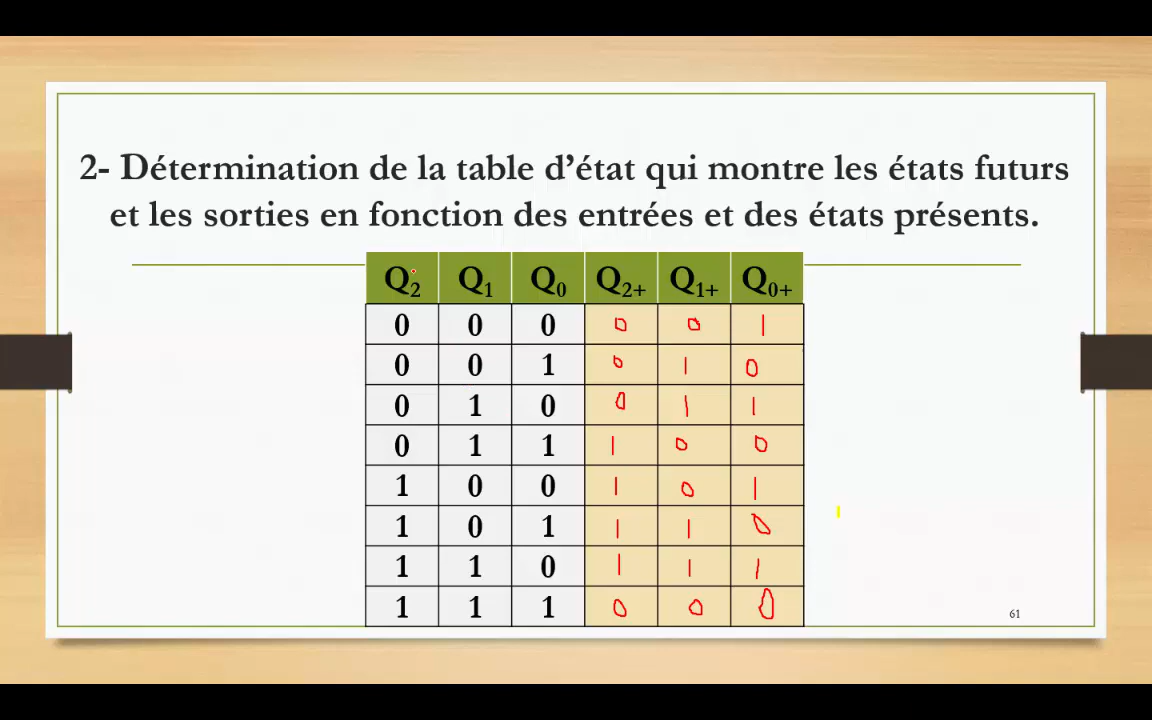 2- Détermination de la table d’état qui montre les états futurs
et les sorties en fonction des entrées et des états présents.
Q2 Q1 Q0 Q2+ Q1+ Q0+
0 0 0 0 0 1
0 0 1 0 1 0
0 1 0 0 1 1
0 1 1 1 0 0
1 0 0 1 0 1
1 0 1 1 1 0
1 1 0 1 1 1
1 1 1 0 0 0
61